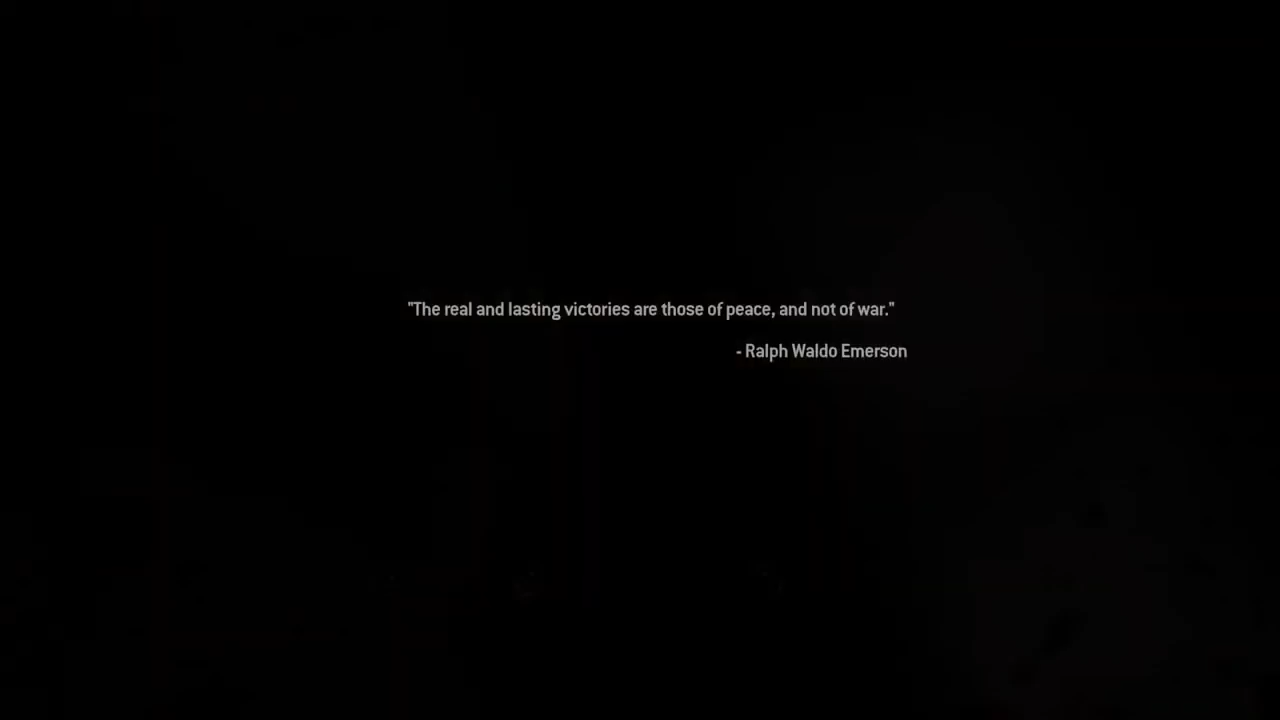 "The real and lasting victories are those of peace, and not of war."
- Ralph Waldo Emerson